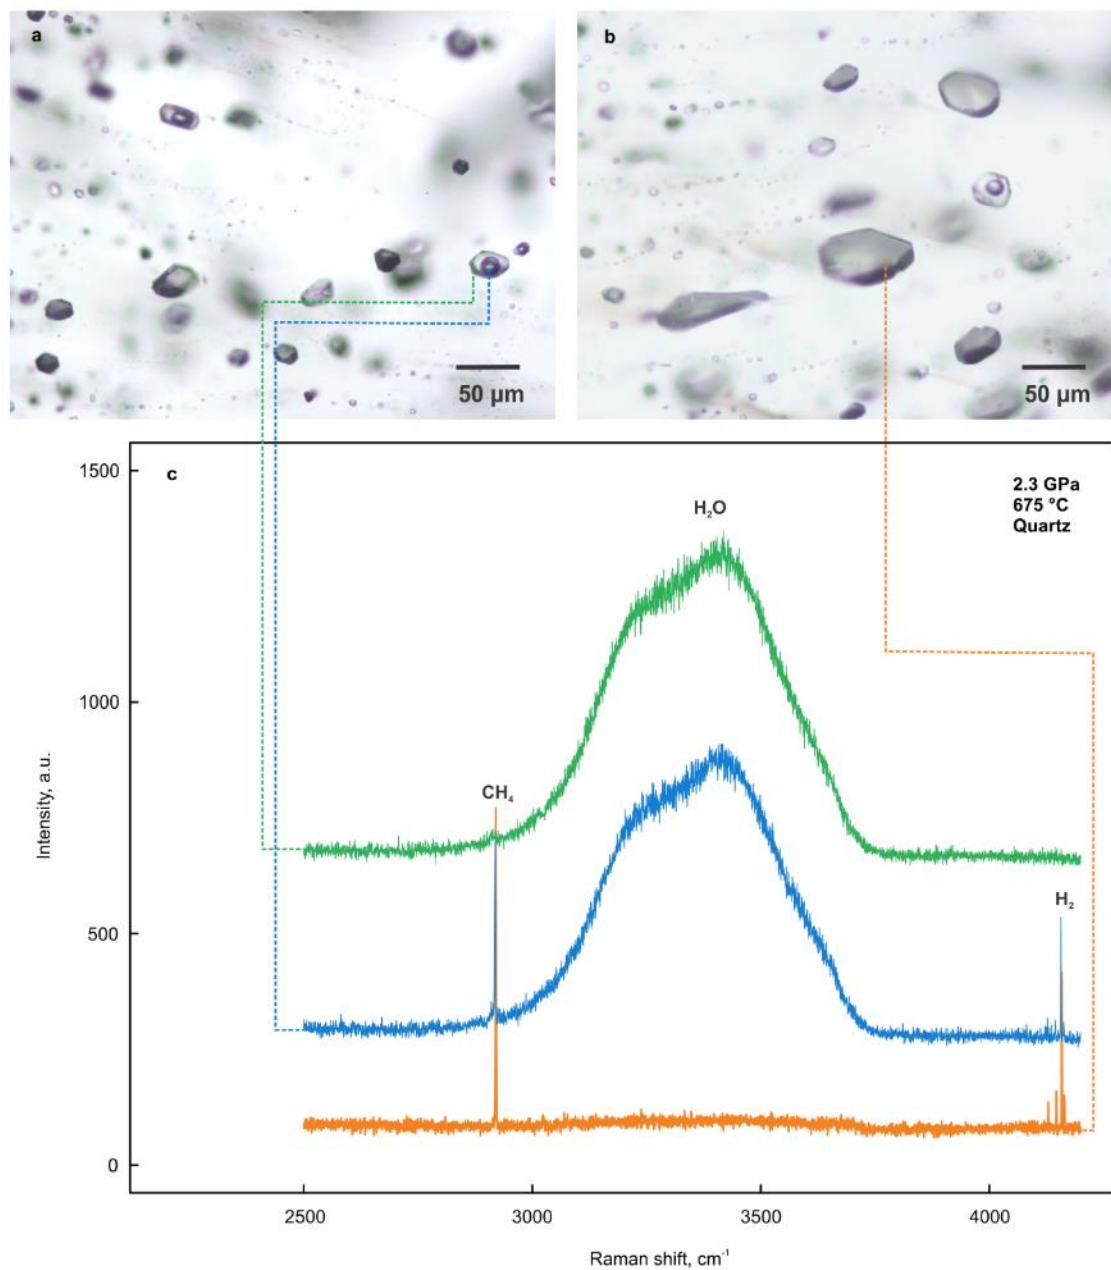 a
b
50 µm
50 µm
c
2.3 GPa
675 °C
Quartz
H₂O
CH₄
H₂
1500
1000
500
0
Intensity, a.u.
2500
3000
3500
4000
Raman shift, cm⁻¹